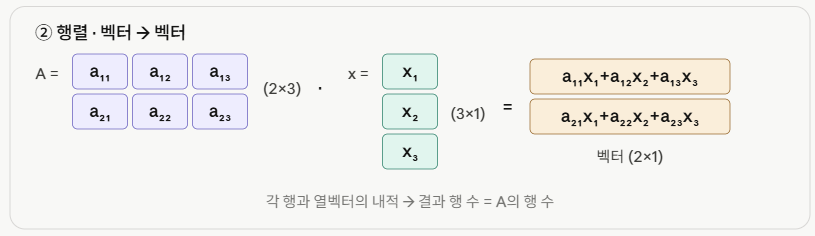 ② 행렬 · 벡터 → 벡터
A = a₁₁ a₁₂ a₁₃ (2×3) · x = x₁
a₂₁ a₂₂ a₂₃ x₂ (3×1) =
x₃
a₁₁x₁+a₁₂x₂+a₁₃x₃
a₂₁x₁+a₂₂x₂+a₂₃x₃
벡터 (2×1)
각 행과 열벡터의 내적 → 결과 행 수 = A의 행 수